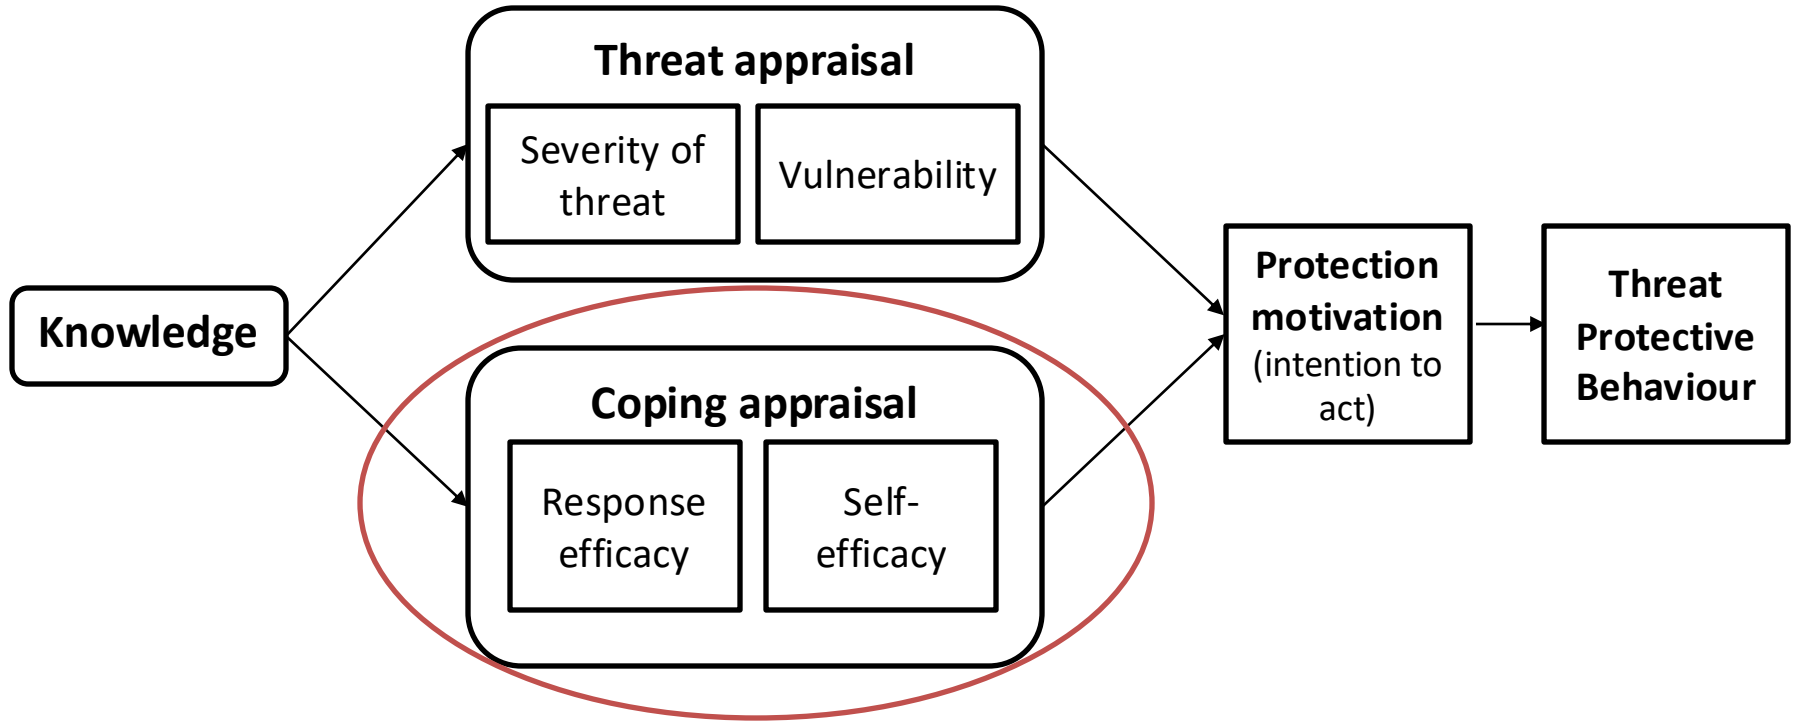 Threat appraisal
Severity of
threat
Vulnerability
Knowledge
Coping appraisal
Response
efficacy
Self-
efficacy
Protection
motivation
(intention to
act)
Threat
Protective
Behaviour